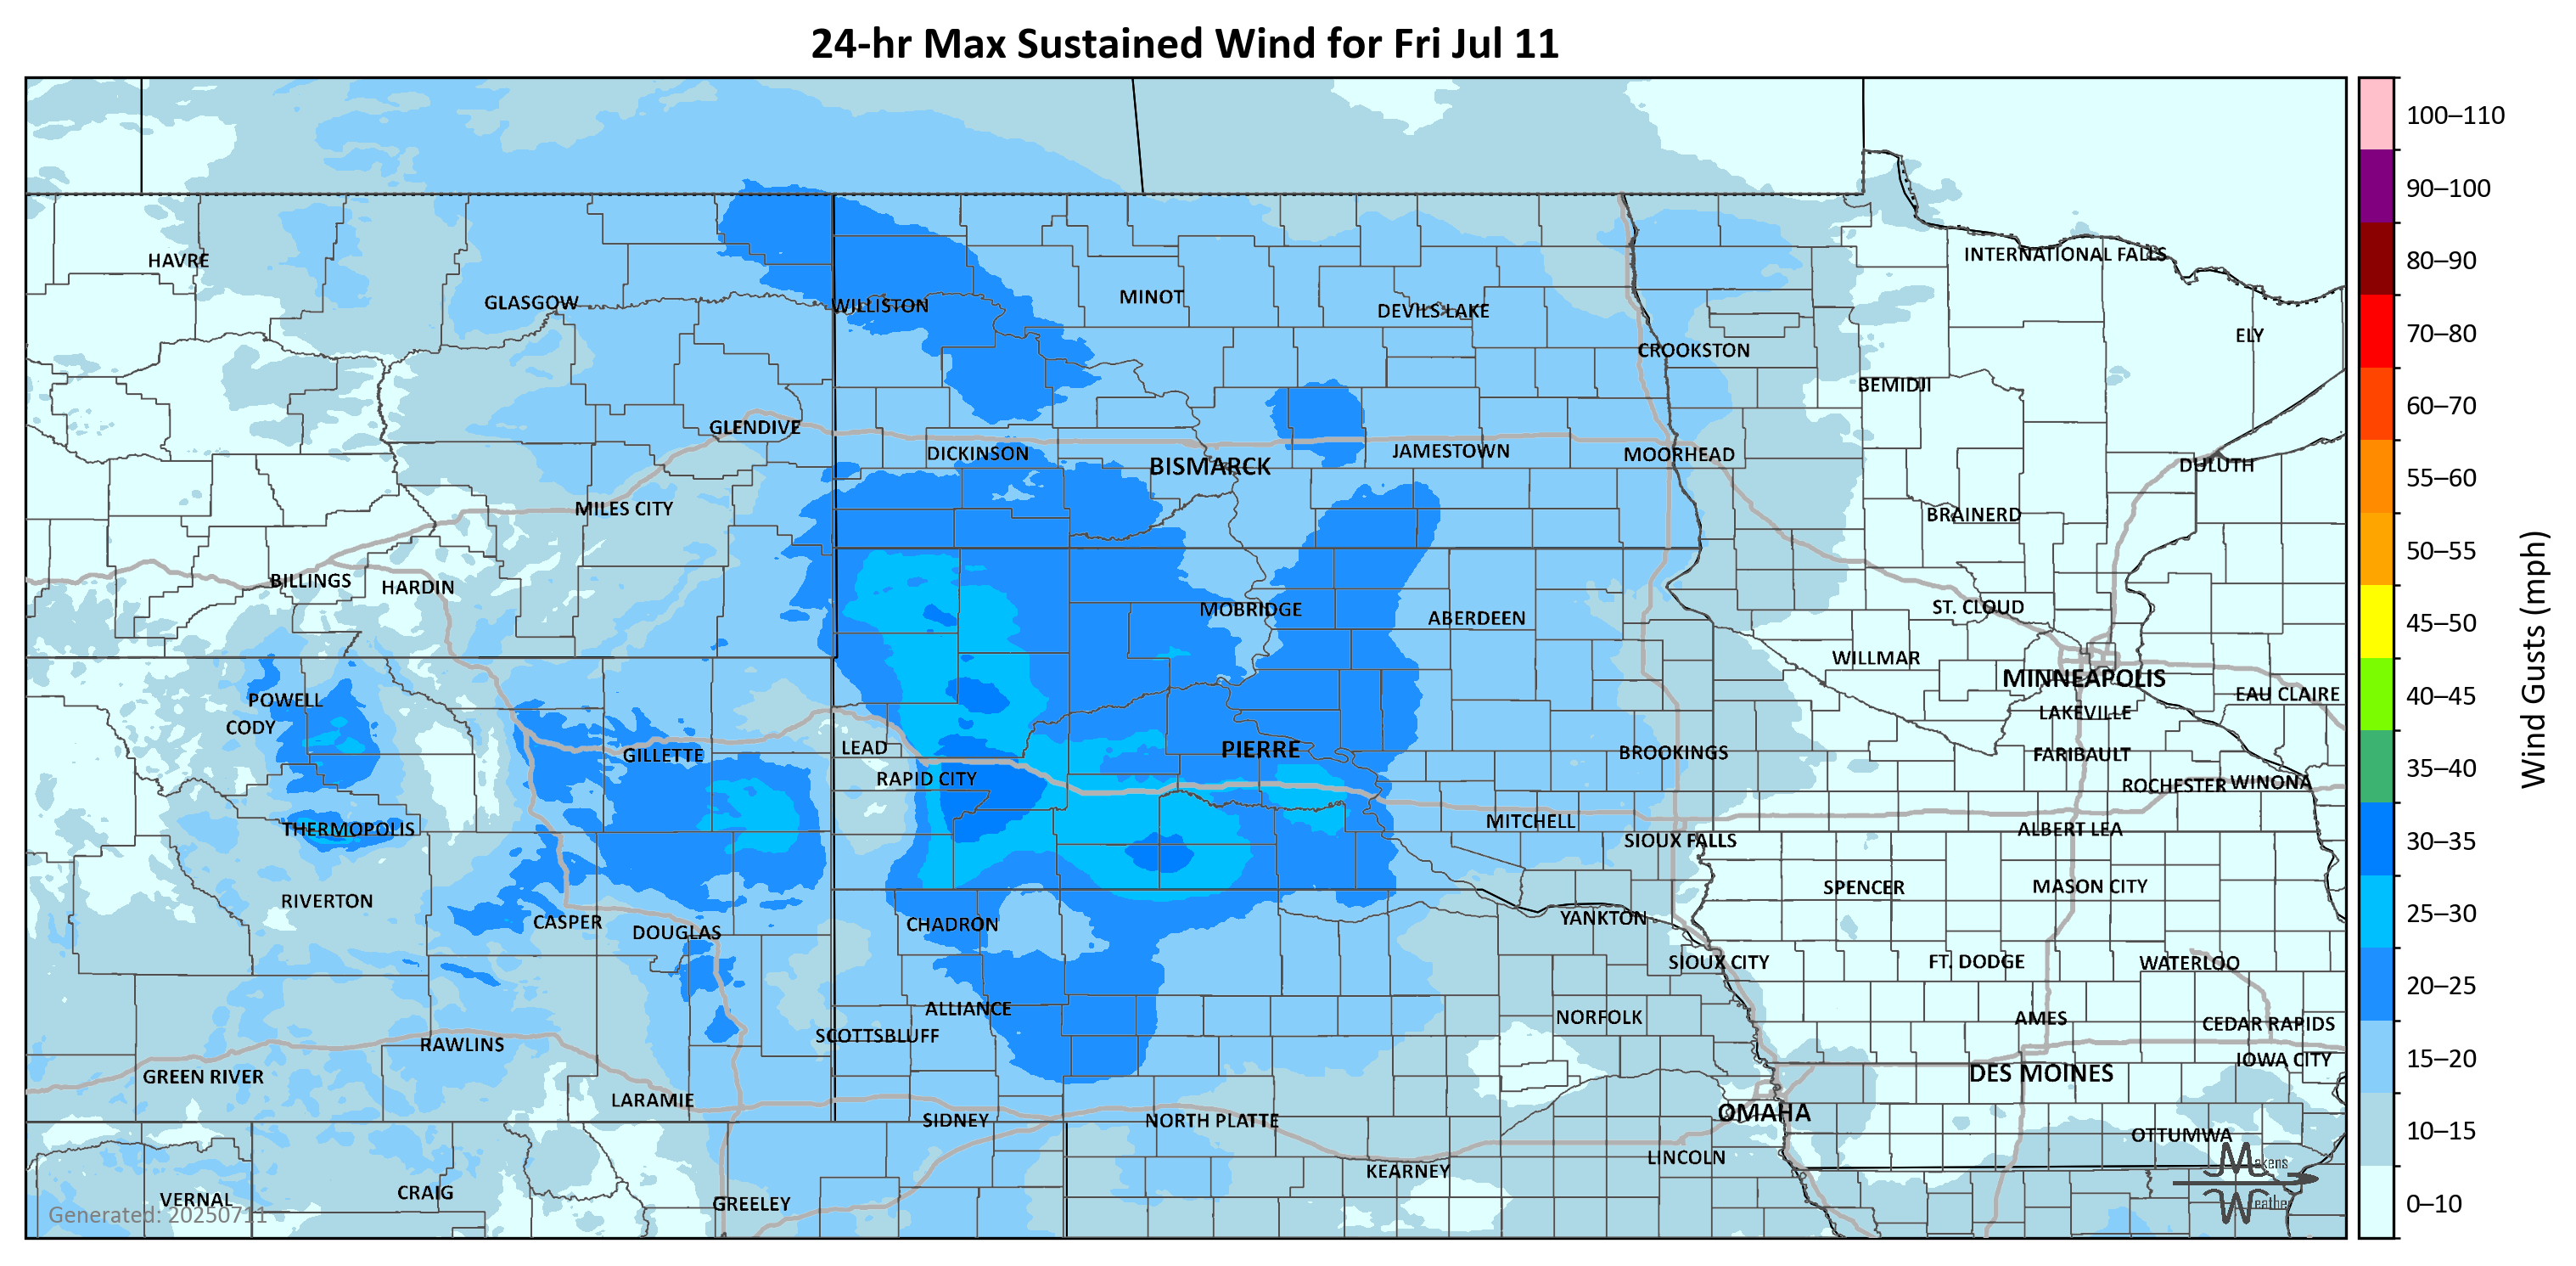 24-hr Max Sustained Wind for Fri Jul 11
100–110
90–100
HAVRE
INTERNATIONAL FALLS
80–90
GLASGOW
WILLISTON
MINOT
DEVILS LAKE
ELY
70–80
CROOKSTON
BEMIDJI
60–70
GLENDIVE
DICKINSON
BISMARCK
JAMESTOWN
MOORHEAD
DULUTH
55–60
MILES CITY
BRAINERD
50–55
BILLINGS
HARDIN
MOBRIDGE
ABERDEEN
ST. CLOUD
45–50
WILLMAR
MINNEAPOLIS
EAU CLAIRE
40–45
POWELL
CODY
LAKEVILLE
GILLETTE
LEAD
PIERRE
BROOKINGS
FARIBAULT
35–40
RAPID CITY
ROCHESTER
WINONA
THERMOPOLIS
MITCHELL
SIOUX FALLS
ALBERT LEA
30–35
RIVERTON
SPENCER
MASON CITY
25–30
CASPER
DOUGLAS
CHADRON
YANKTON
SIOUX CITY
FT. DODGE
WATERLOO
20–25
ALLIANCE
NORFOLK
AMES
CEDAR RAPIDS
SCOTTSBLUFF
RAWLINS
IOWA CITY
15–20
GREEN RIVER
DES MOINES
LARAMIE
SIDNEY
NORTH PLATTE
OMAHA
OTTUMWA
10–15
KEARNEY
LINCOLN
VERNAL
CRAIG
GREELEY
0–10
Generated: 20250711
Makens
Weather
Wind Gusts (mph)